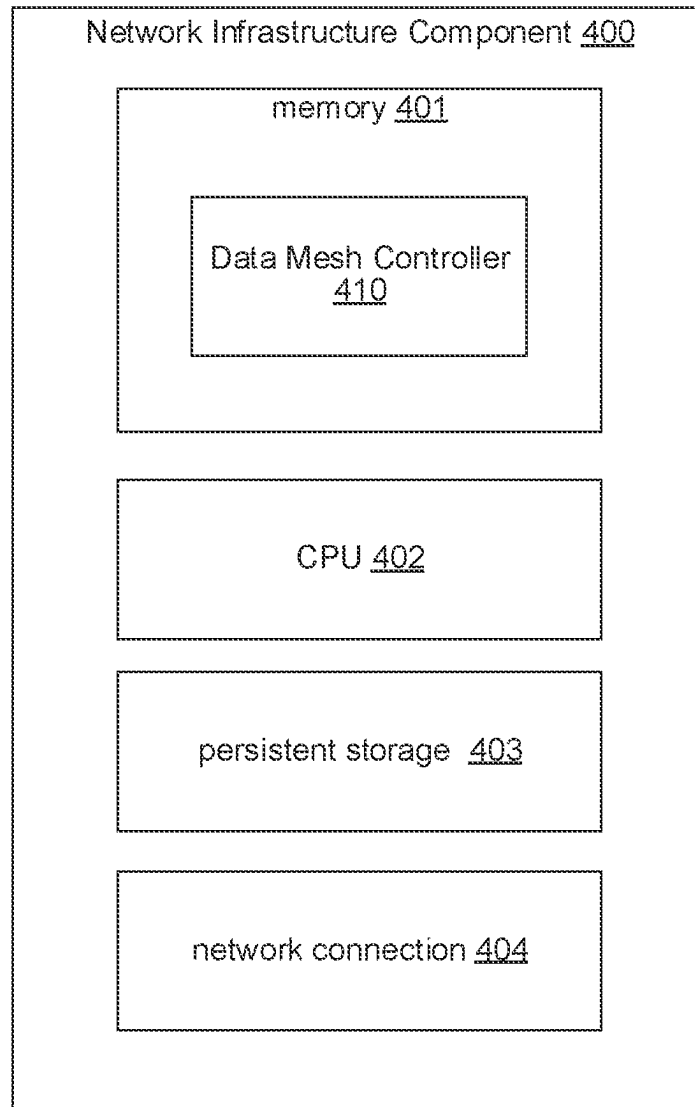 Network Infrastructure Component 400
memory 401
Data Mesh Controller
410
CPU 402
persistent storage 403
network connection 404